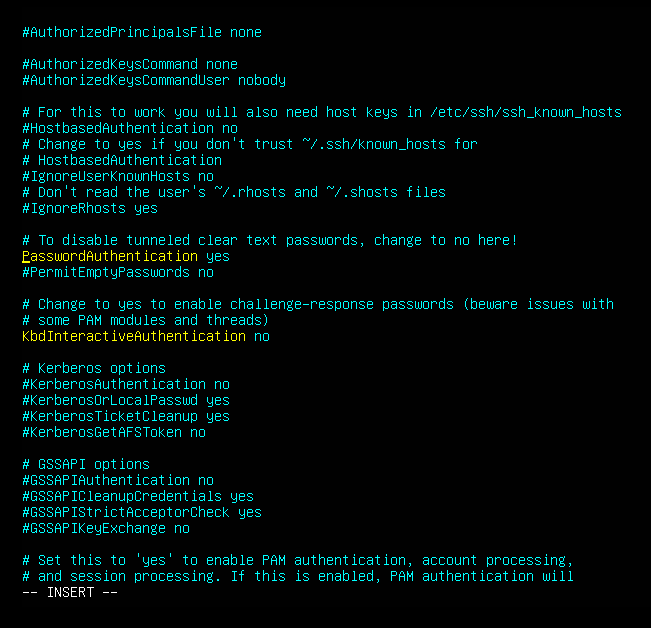 #AuthorizedPrincipalsFile none
#AuthorizedKeysCommand none
#AuthorizedKeysCommandUser nobody
# For this to work you will also need host keys in /etc/ssh/ssh_known_hosts
#HostbasedAuthentication no
# Change to yes if you don't trust ~/.ssh/known_hosts for
# HostbasedAuthentication
#IgnoreUserKnownHosts no
# Don't read the user's ~/.rhosts and ~/.shosts files
#IgnoreRhosts yes
# To disable tunneled clear text passwords, change to no here!
PasswordAuthentication yes
#PermitEmptyPasswords no
# Change to yes to enable challenge-response passwords (beware issues with
# some PAM modules and threads)
KbdInteractiveAuthentication no
# Kerberos options
#KerberosAuthentication no
#KerberosOrLocalPasswd yes
#KerberosTicketCleanup yes
#KerberosGetAFSToken no
# GSSAPI options
#GSSAPIAuthentication no
#GSSAPICleanupCredentials yes
#GSSAPIStrictAcceptorCheck yes
#GSSAPIKeyExchange no
# Set this to 'yes' to enable PAM authentication, account processing,
# and session processing. If this is enabled, PAM authentication will
-- INSERT --